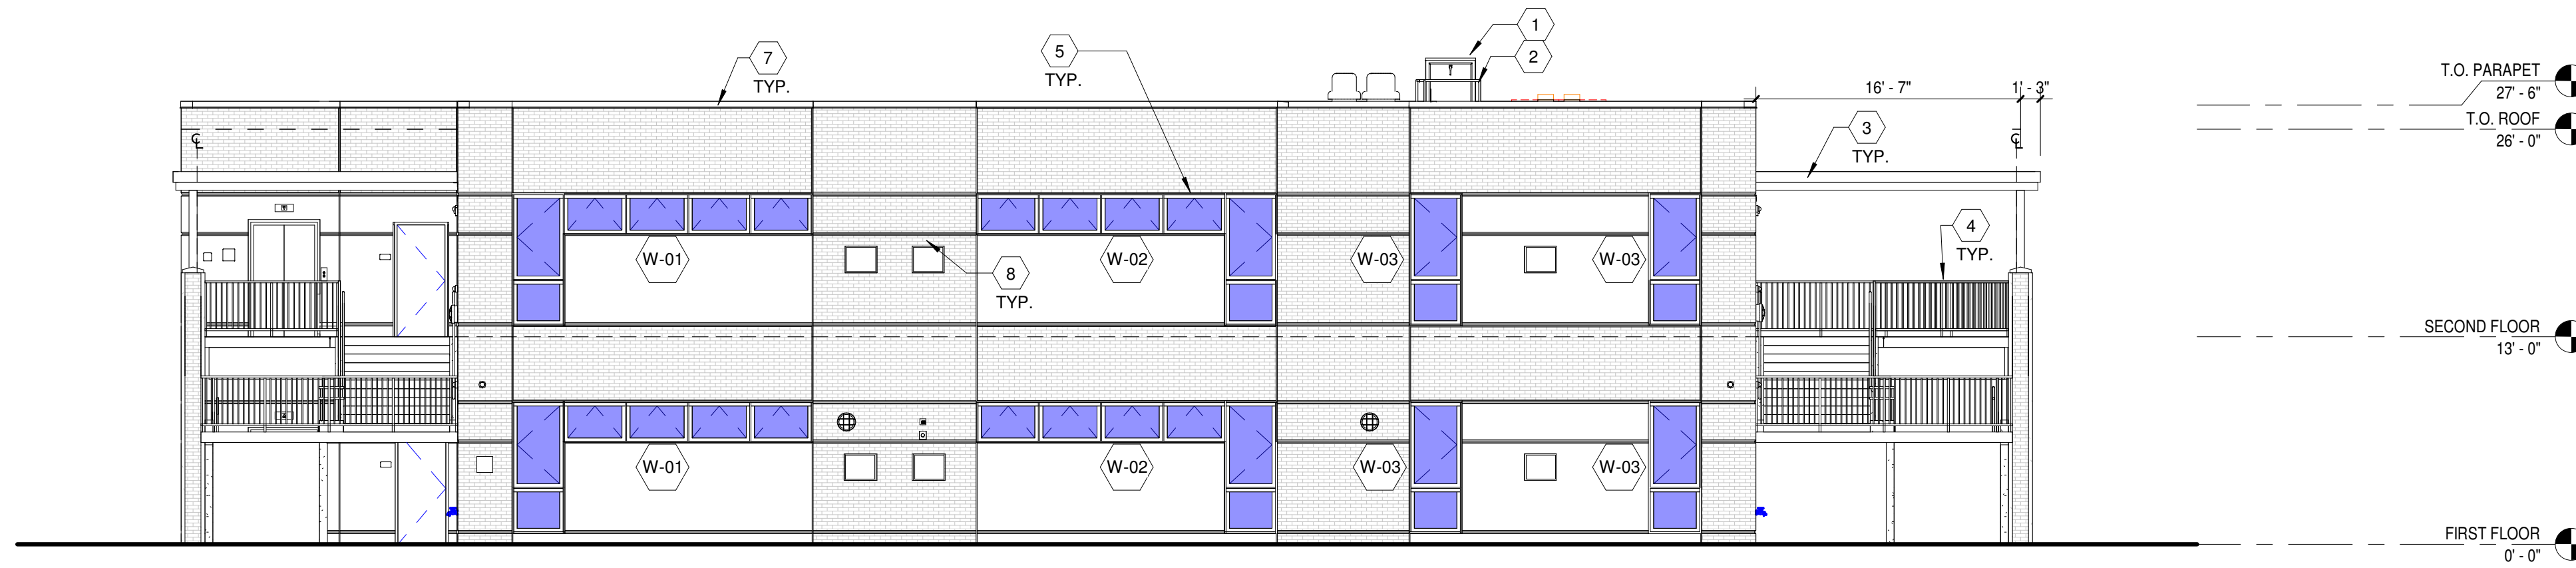 1
2
7
TYP.
5
TYP.
T.O. PARAPET
27' - 6"
16' - 7"
1' - 3"
T.O. ROOF
26' - 0"
3
TYP.
℄
℄
4
TYP.
W-01
8
TYP.
W-02
W-03
W-03
SECOND FLOOR
13' - 0"
W-01
W-02
W-03
W-03
FIRST FLOOR
0' - 0"